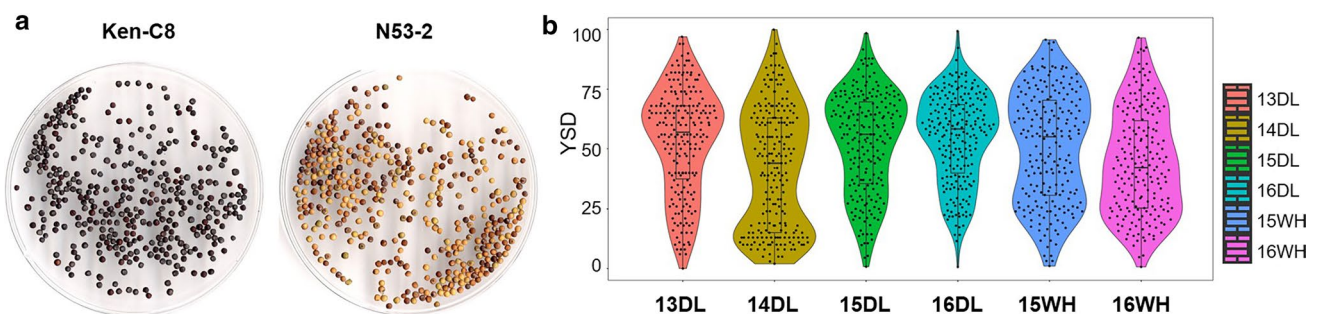 a
Ken-C8
N53-2
b
YSD
100
75
50
25
0
13DL
14DL
15DL
16DL
15WH
16WH
13DL
14DL
15DL
16DL
15WH
16WH